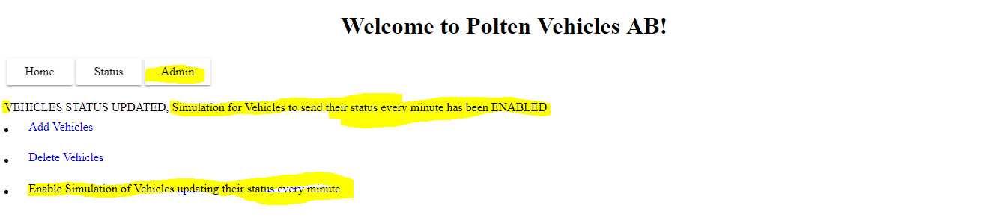 Welcome to Polten Vehicles AB!
Home Status Admin
VEHICLES STATUS UPDATED, Simulation for Vehicles to send their status every minute has been ENABLED
Add Vehicles
Delete Vehicles
Enable Simulation of Vehicles updating their status every minute